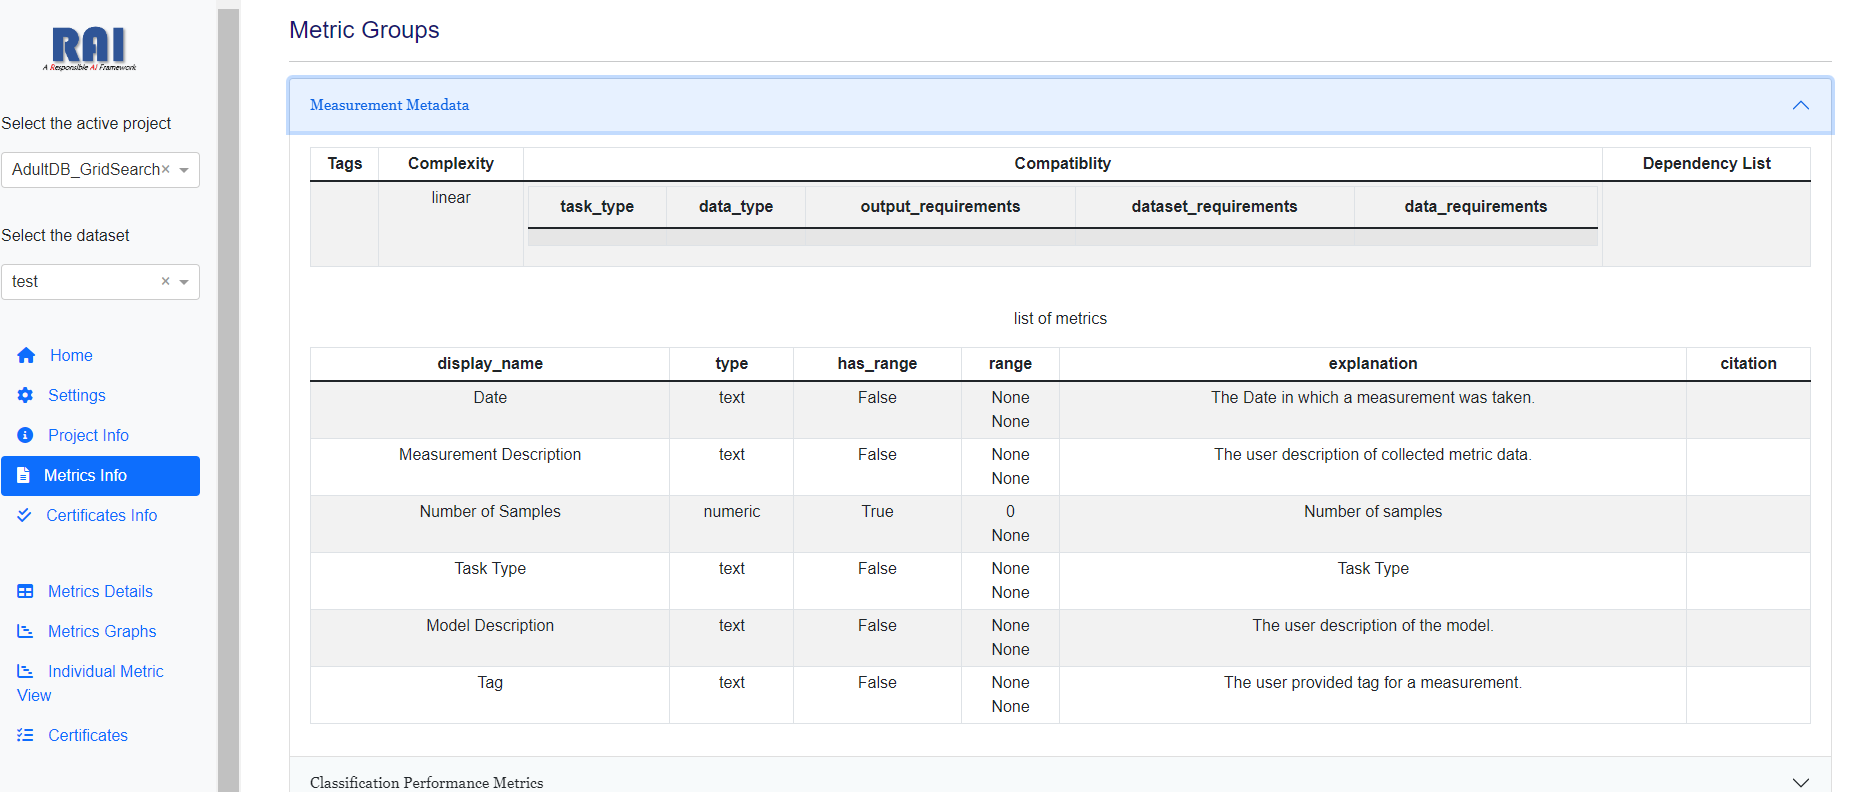 RAI
A Responsible AI Framework
Select the active project
AdultDB_GridSearch ×
Select the dataset
test ×
Home
Settings
Project Info
Metrics Info
Certificates Info
Metrics Details
Metrics Graphs
Individual Metric
View
Certificates
Metric Groups
Measurement Metadata
Tags Complexity Compatiblity Dependency List
linear
task_type data_type output_requirements dataset_requirements data_requirements
list of metrics
display_name type has_range range explanation citation
Date text False None The Date in which a measurement was taken.
None
Measurement Description text False None The user description of collected metric data.
None
Number of Samples numeric True 0 Number of samples
None
Task Type text False None Task Type
None
Model Description text False None The user description of the model.
None
Tag text False None The user provided tag for a measurement.
None
Classification Performance Metrics